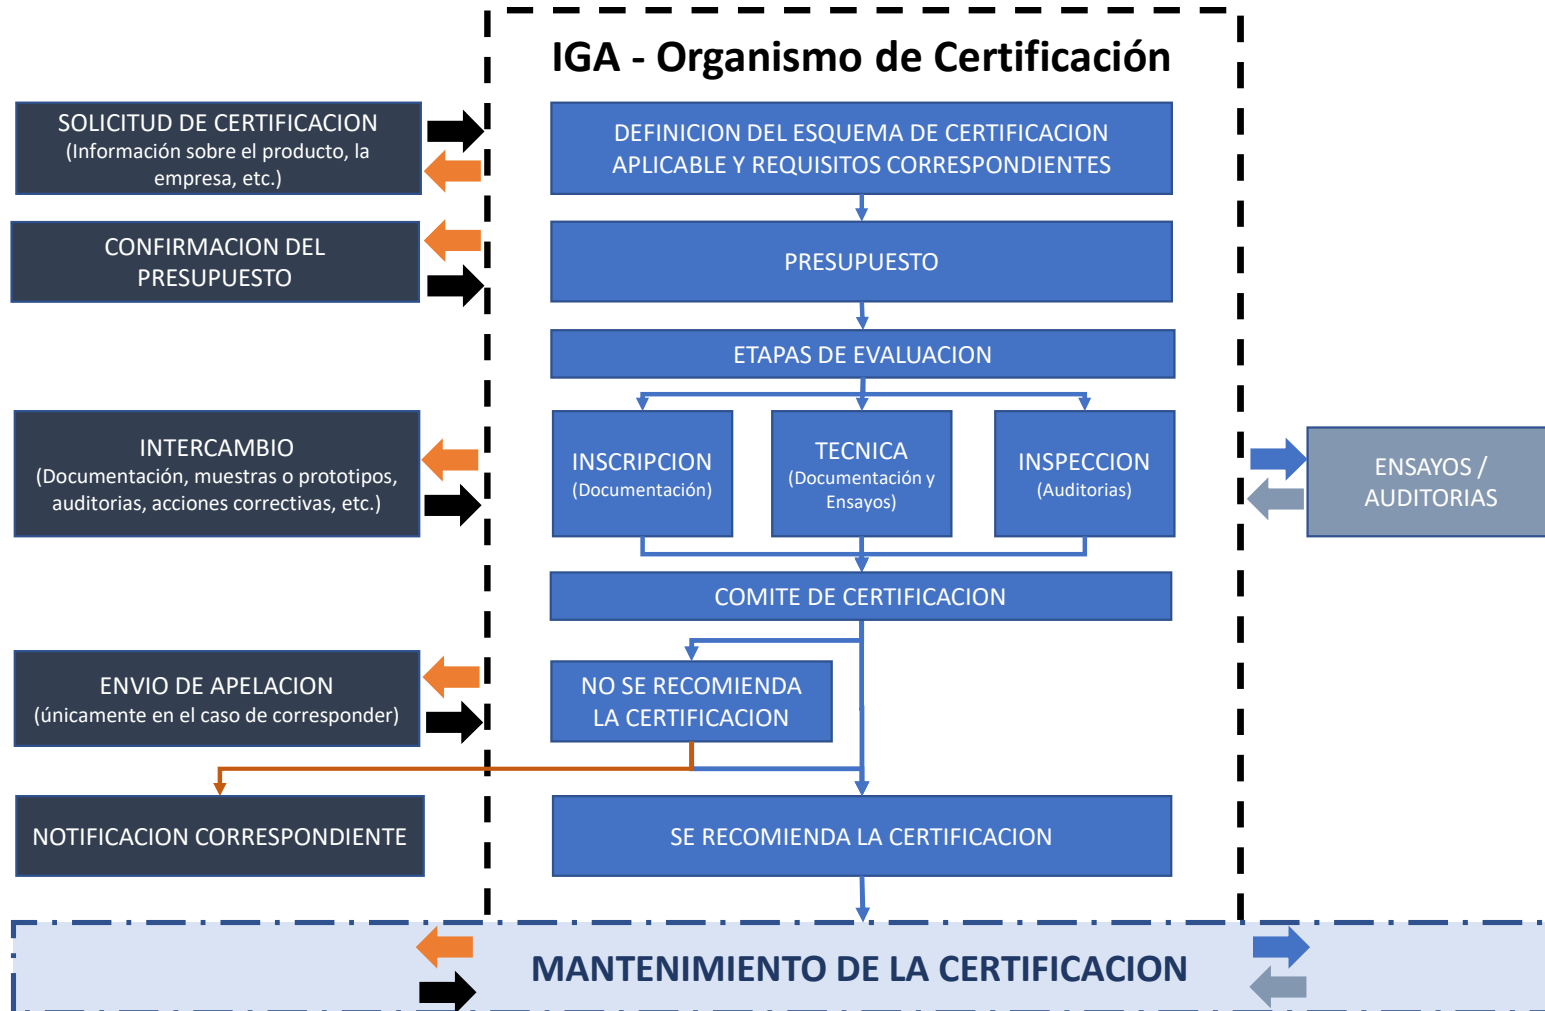 IGA - Organismo de Certificación
SOLICITUD DE CERTIFICACION
(Información sobre el producto, la
empresa, etc.)
DEFINICION DEL ESQUEMA DE CERTIFICACION
APLICABLE Y REQUISITOS CORRESPONDIENTES
CONFIRMACION DEL
PRESUPUESTO
PRESUPUESTO
ETAPAS DE EVALUACION
INTERCAMBIO
(Documentación, muestras o prototipos,
auditorias, acciones correctivas, etc.)
INSCRIPCION
(Documentación)
TECNICA
(Documentación y
Ensayos)
INSPECCION
(Auditorias)
ENSAYOS /
AUDITORIAS
COMITE DE CERTIFICACION
ENVIO DE APELACION
(únicamente en el caso de corresponder)
NO SE RECOMIENDA
LA CERTIFICACION
NOTIFICACION CORRESPONDIENTE
SE RECOMIENDA LA CERTIFICACION
MANTENIMIENTO DE LA CERTIFICACION